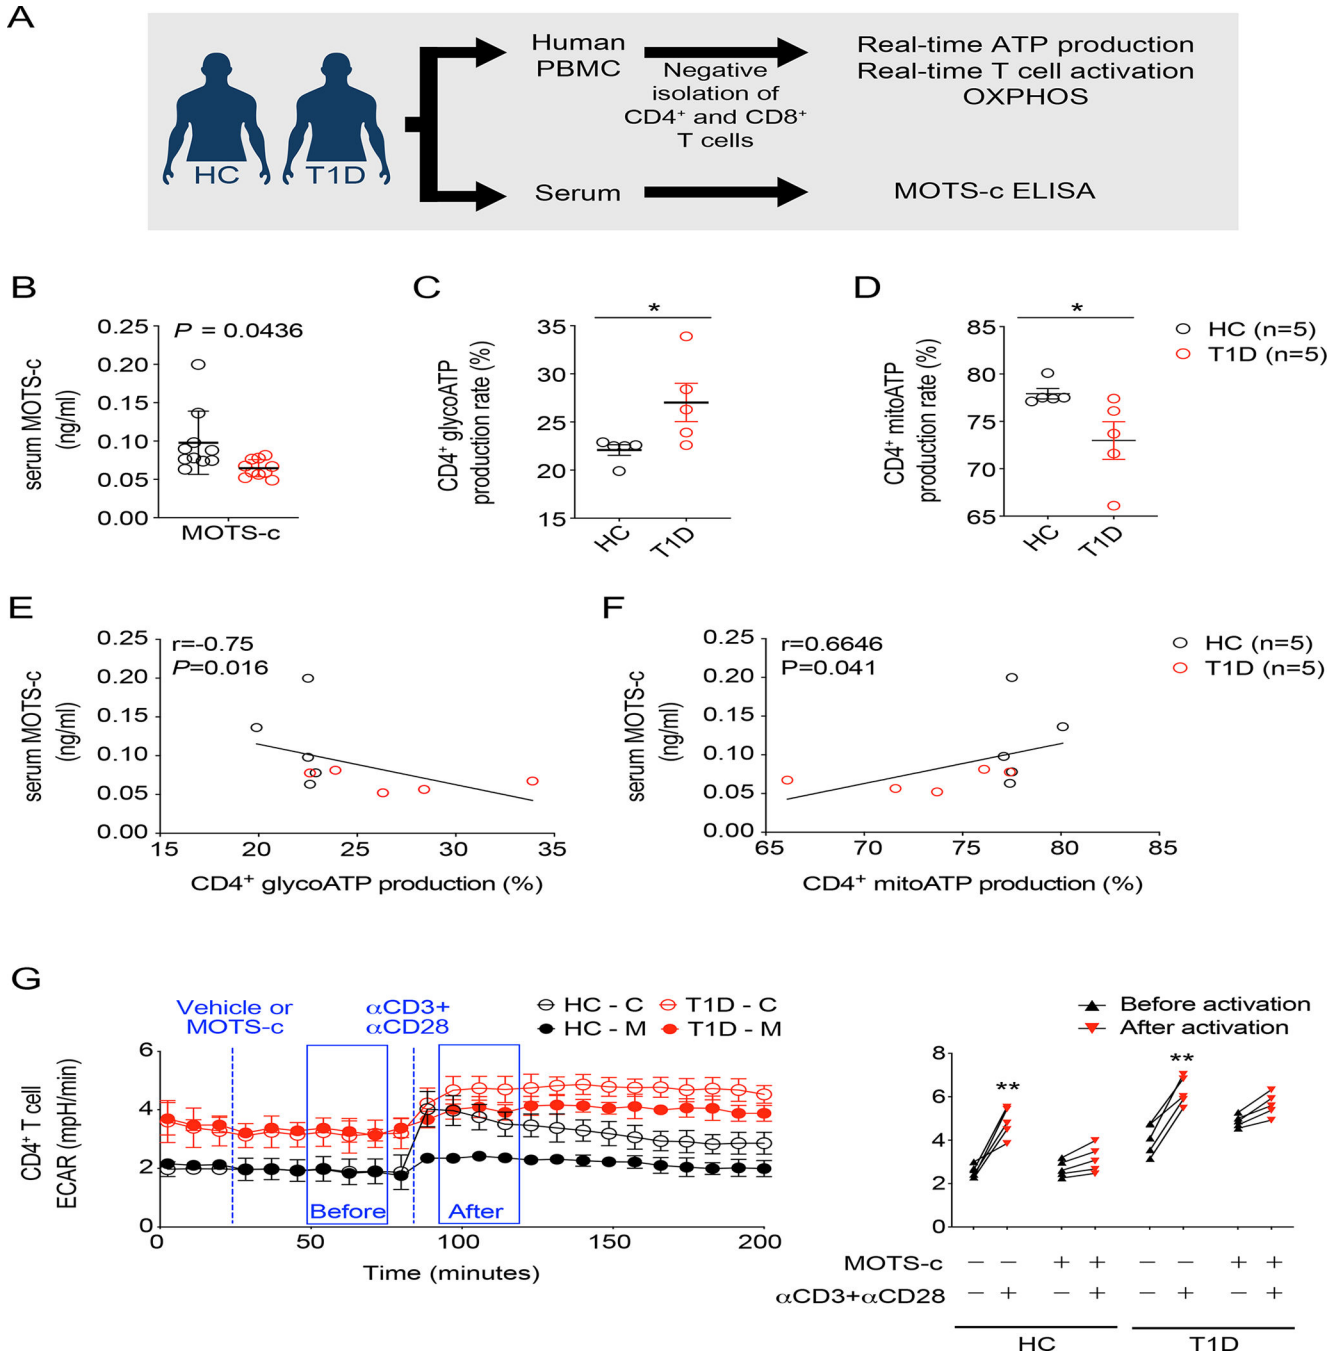 A
HC
T1D
Human
PBMC
Negative
isolation of
CD4⁺ and CD8⁺
T cells
Real-time ATP production
Real-time T cell activation
OXPHOS
Serum
MOTS-c ELISA
B
serum MOTS-c
(ng/ml)
0.25
0.20
0.15
0.10
0.05
0.00
P = 0.0436
MOTS-c
C
CD4⁺ glycoATP
production rate (%)
35
31
27
23
19
15
*
HC
T1D
D
CD4⁺ mitoATP
production rate (%)
85
81
77
73
69
65
*
HC
T1D
HC (n=5)
T1D (n=5)
E
serum MOTS-c
(ng/ml)
0.25
0.20
0.15
0.10
0.05
0.00
r=-0.75
P=0.016
15
20
25
30
35
CD4⁺ glycoATP production (%)
F
serum MOTS-c
(ng/ml)
0.25
0.20
0.15
0.10
0.05
0.00
r=0.6646
P=0.041
65
70
75
80
85
CD4⁺ mitoATP production (%)
HC (n=5)
T1D (n=5)
G
Vehicle or
MOTS-c
αCD3+
αCD28
HC - C
T1D - C
HC - M
T1D - M
CD4⁺ T cell
ECAR (mpH/min)
6
4
2
0
Before
After
0
50
100
150
200
Time (minutes)
Before activation
After activation
8
6
4
2
0
**
**
MOTS-c − − + + − − + +
αCD3+αCD28 − + − + − + − +
HC
T1D